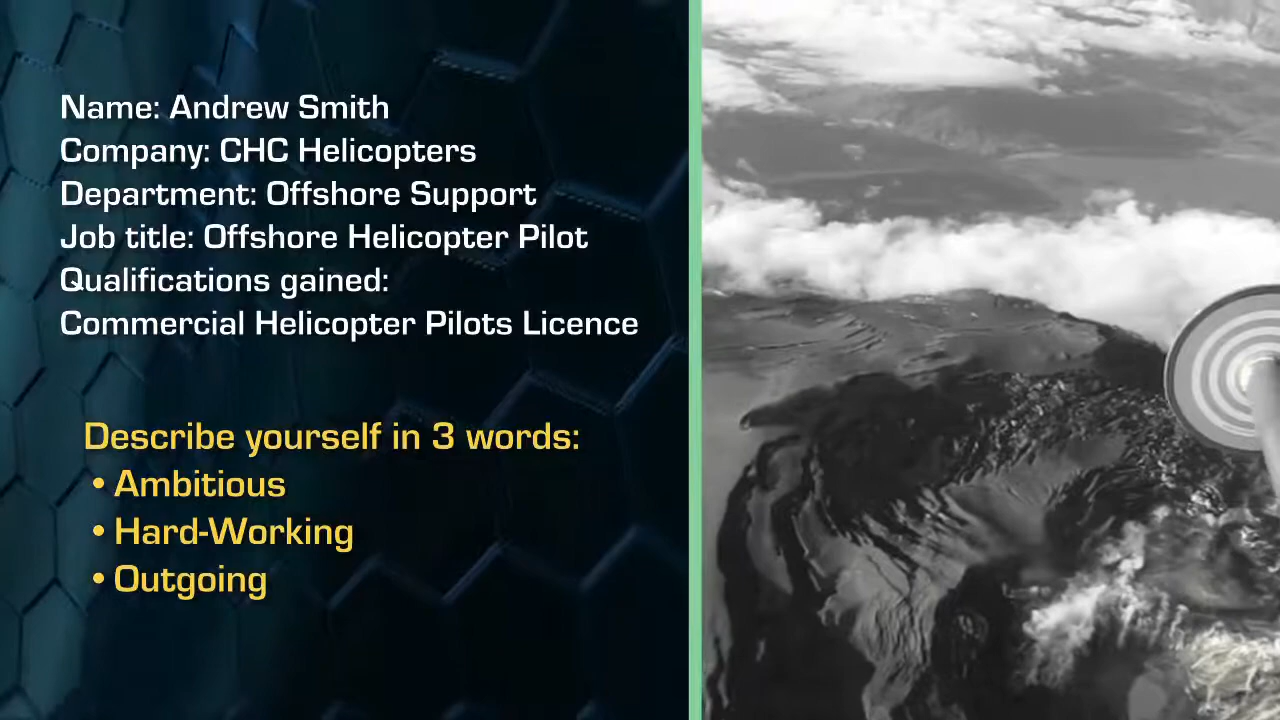 Name: Andrew Smith
Company: CHC Helicopters
Department: Offshore Support
Job title: Offshore Helicopter Pilot
Qualifications gained:
Commercial Helicopter Pilots Licence
Describe yourself in 3 words:
• Ambitious
• Hard-Working
• Outgoing